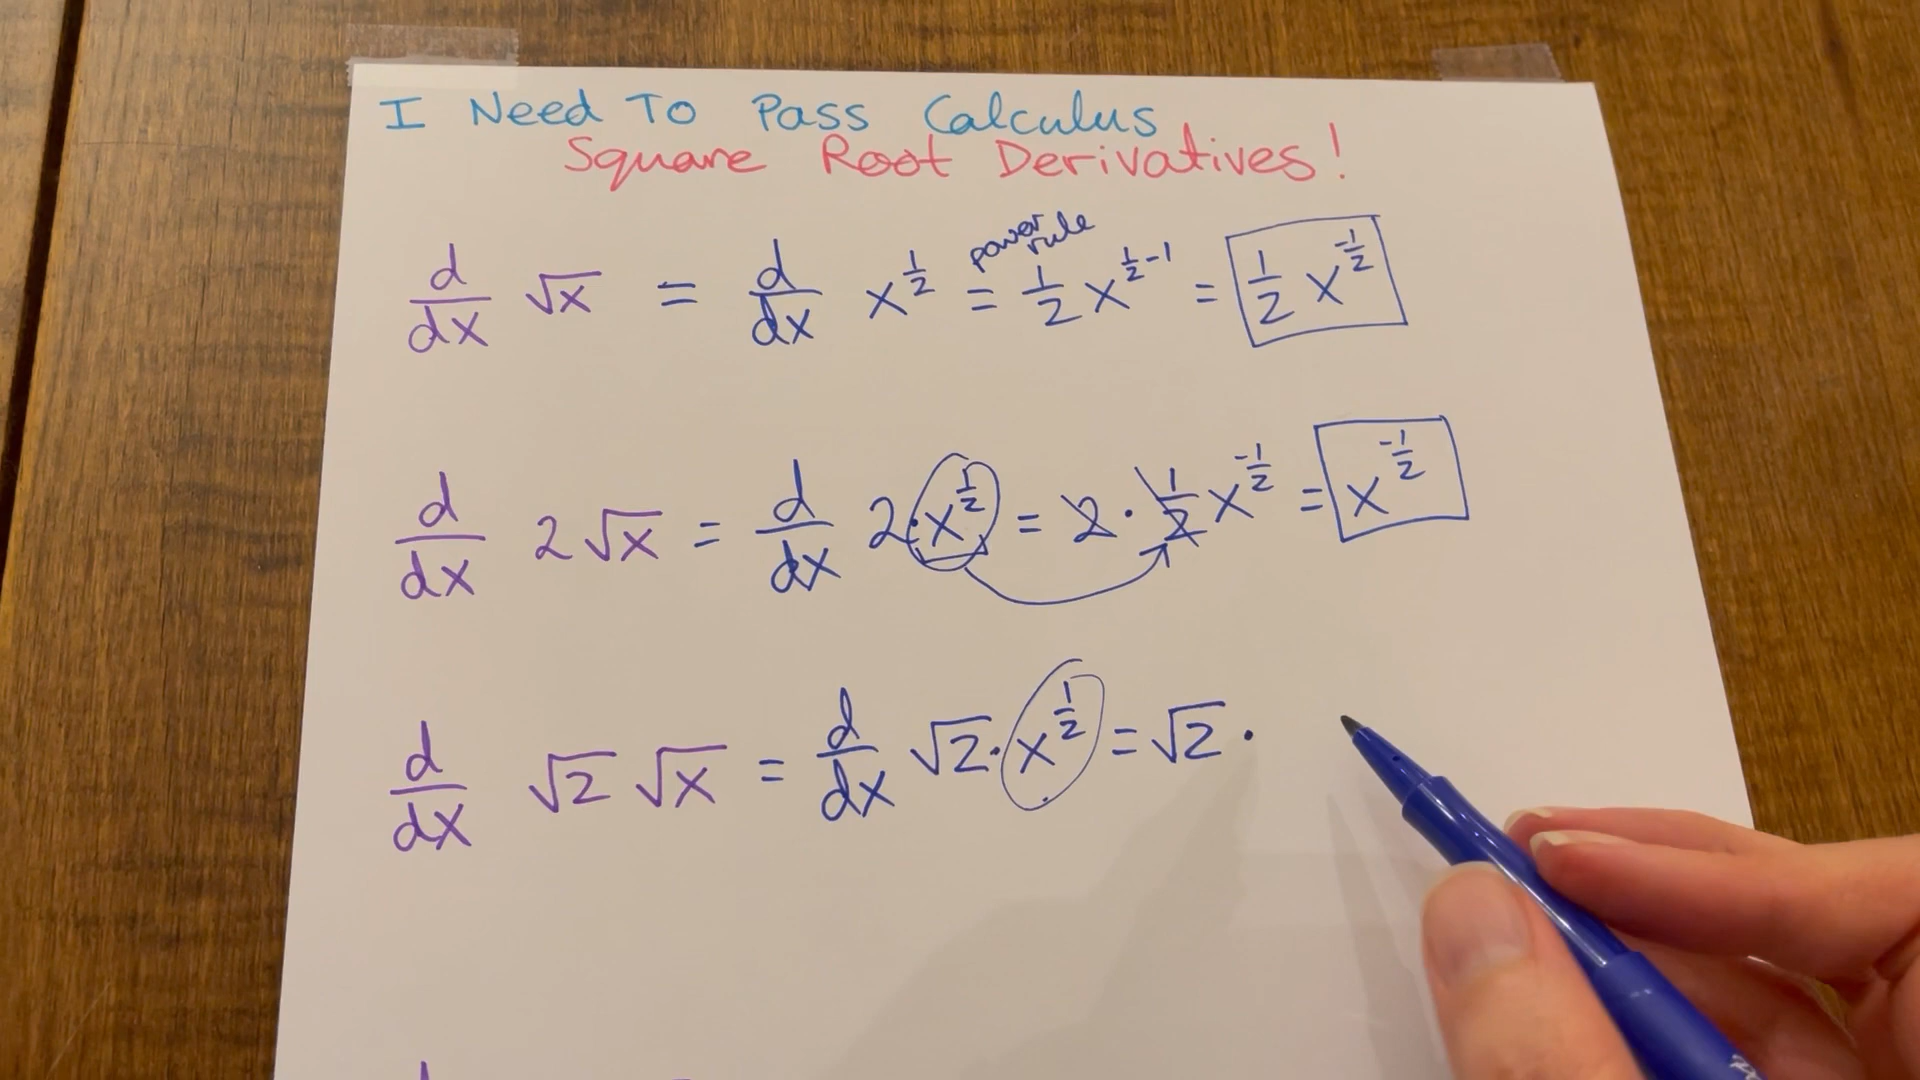 I Need To Pass Calculus
Square Root Derivatives!
power rule
d/dx √x = d/dx x^(1/2) = 1/2 x^(1/2-1) = 1/2 x^(-1/2)
d/dx 2√x = d/dx 2·x^(1/2) = 2·1/2 x^(-1/2) = x^(-1/2)
d/dx √2 √x = d/dx √2·x^(1/2) = √2·